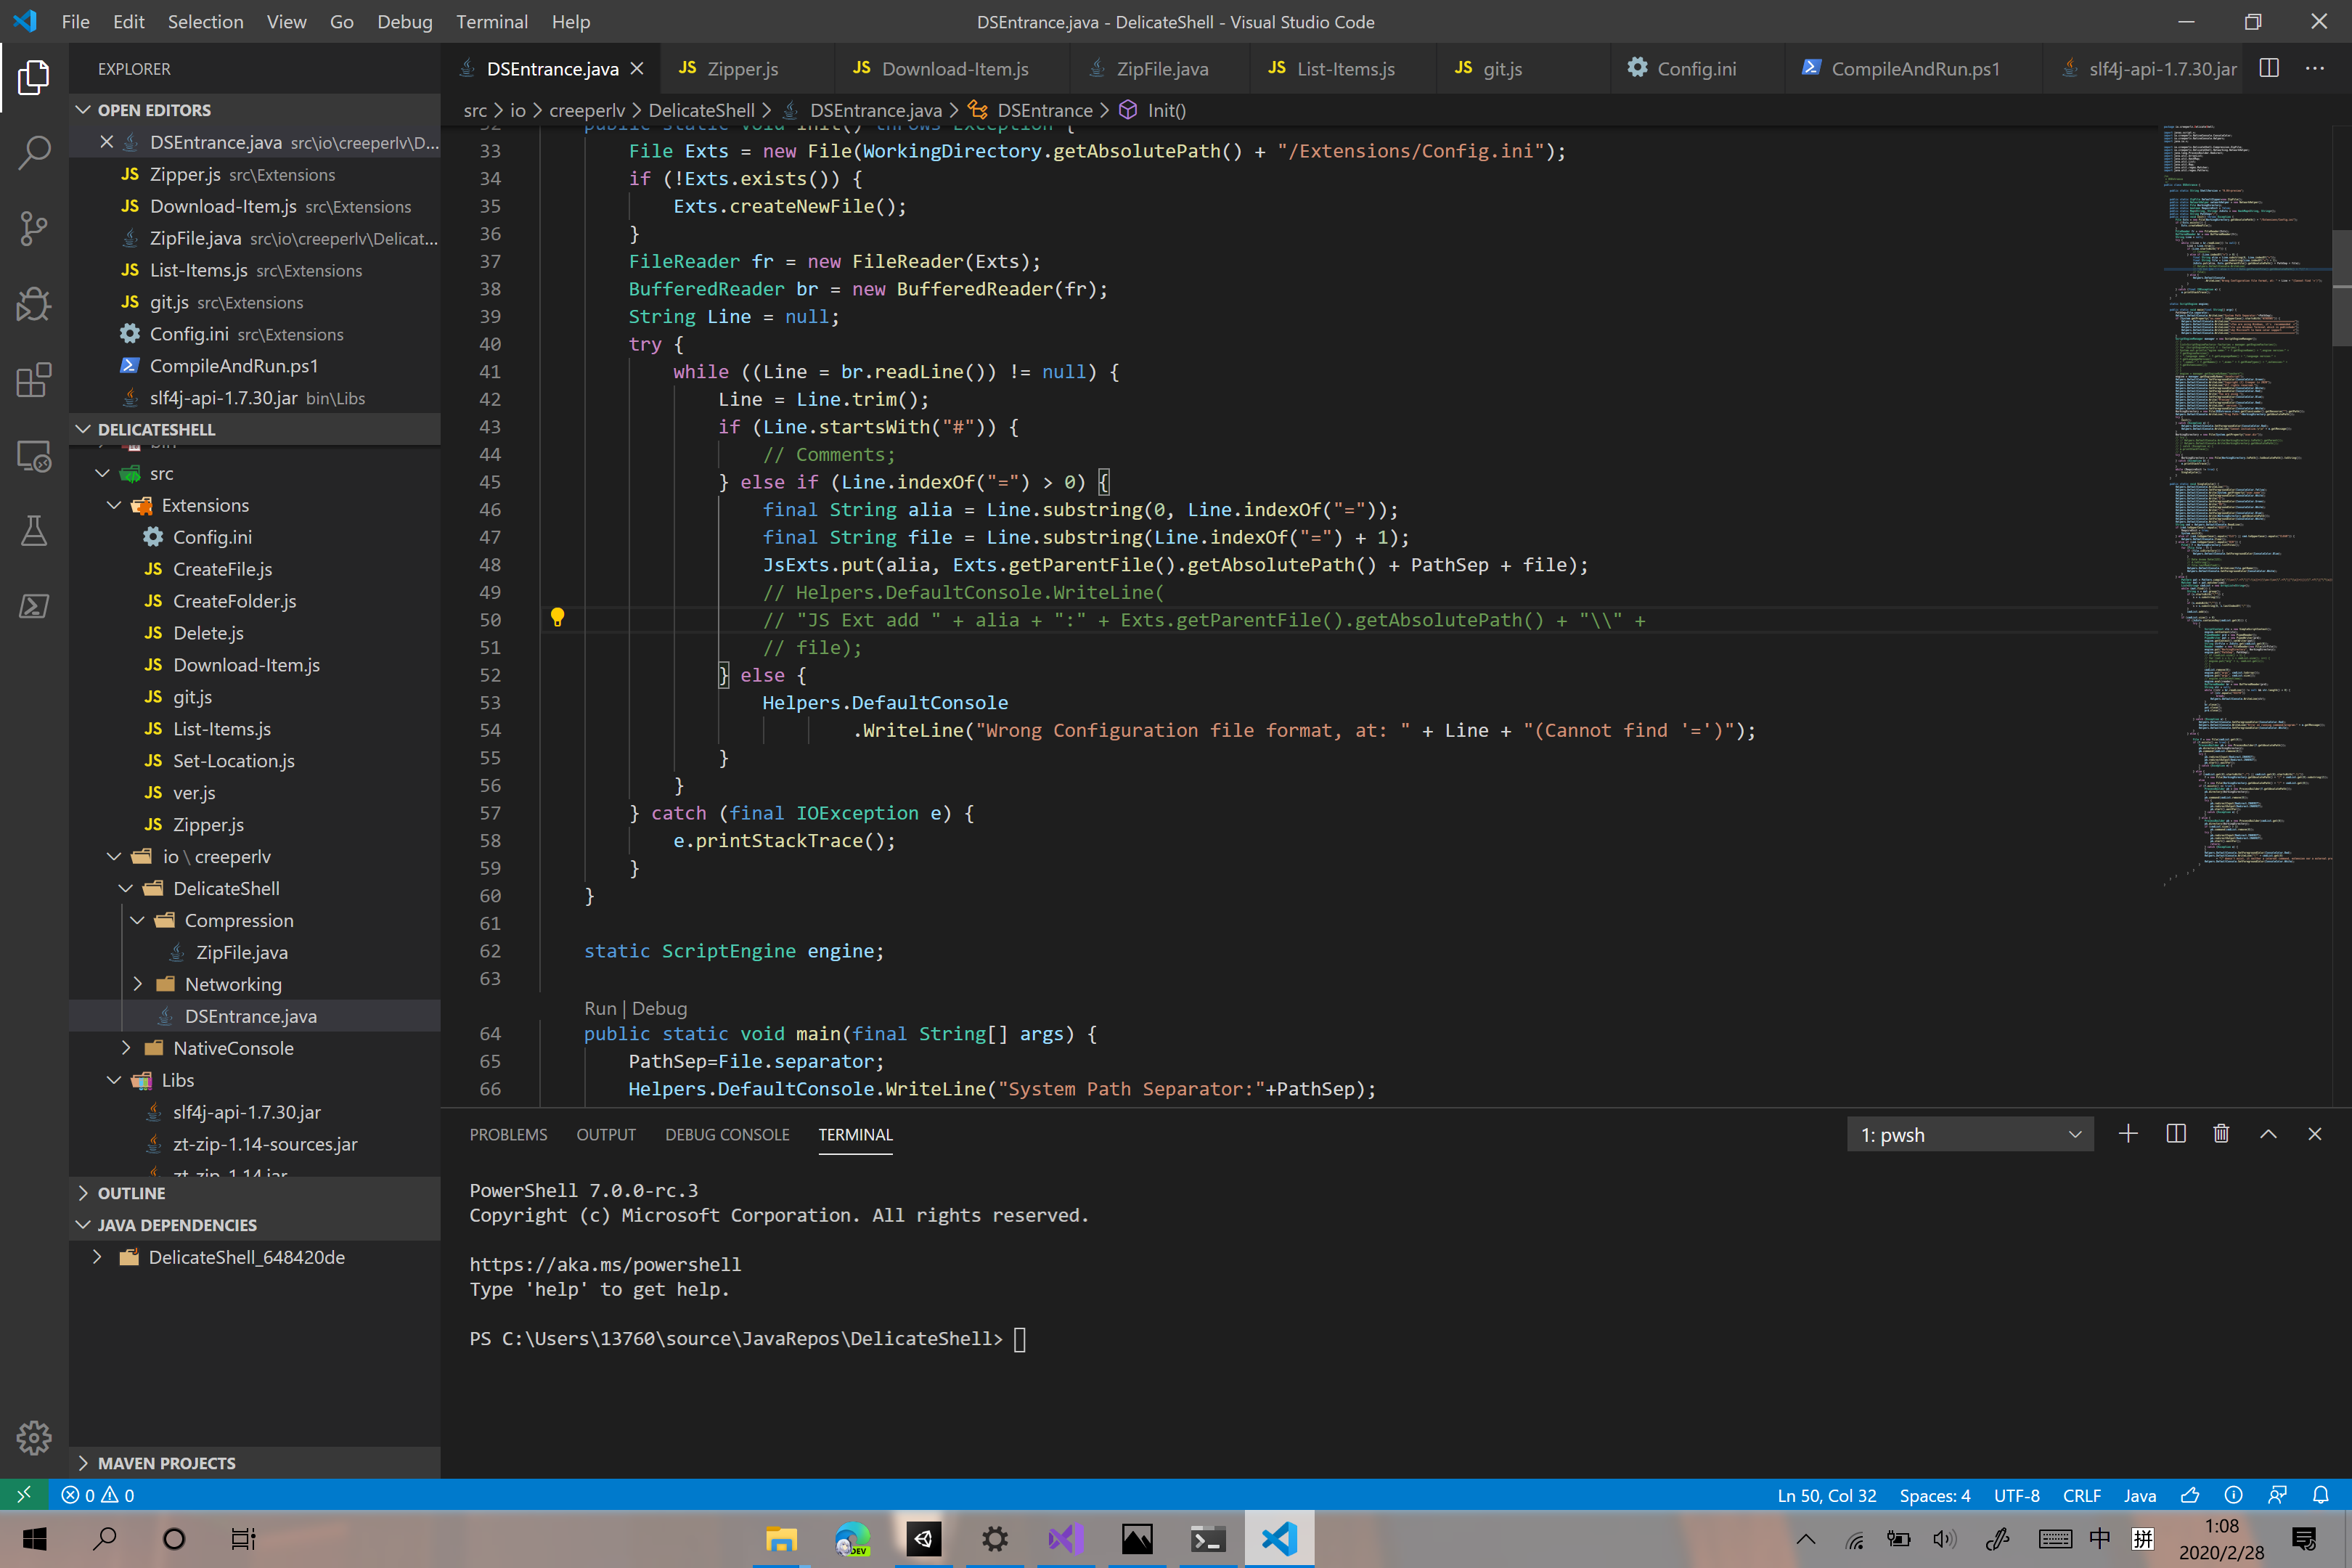 File Edit Selection View Go Debug Terminal Help
DSEntrance.java - DelicateShell - Visual Studio Code
EXPLORER
OPEN EDITORS
DSEntrance.java src\io\creeperlv\D...
JS Zipper.js src\Extensions
JS Download-Item.js src\Extensions
ZipFile.java src\io\creeperlv\Delicat...
JS List-Items.js src\Extensions
JS git.js src\Extensions
Config.ini src\Extensions
CompileAndRun.ps1
slf4j-api-1.7.30.jar bin\Libs
DELICATESHELL
bin
src
Extensions
Config.ini
JS CreateFile.js
JS CreateFolder.js
JS Delete.js
JS Download-Item.js
JS git.js
JS List-Items.js
JS Set-Location.js
JS ver.js
JS Zipper.js
io \ creeperlv
DelicateShell
Compression
ZipFile.java
Networking
DSEntrance.java
NativeConsole
Libs
slf4j-api-1.7.30.jar
zt-zip-1.14-sources.jar
zt-zip-1.14.jar
OUTLINE
JAVA DEPENDENCIES
DelicateShell_648420de
MAVEN PROJECTS
DSEntrance.java JS Zipper.js JS Download-Item.js ZipFile.java JS List-Items.js JS git.js Config.ini CompileAndRun.ps1 slf4j-api-1.7.30.jar
src > io > creeperlv > DelicateShell > DSEntrance.java > DSEntrance > Init()
32 public static void Init() throws Exception {
33 File Exts = new File(WorkingDirectory.getAbsolutePath() + "/Extensions/Config.ini");
34 if (!Exts.exists()) {
35 Exts.createNewFile();
36 }
37 FileReader fr = new FileReader(Exts);
38 BufferedReader br = new BufferedReader(fr);
39 String Line = null;
40 try {
41 while ((Line = br.readLine()) != null) {
42 Line = Line.trim();
43 if (Line.startsWith("#")) {
44 // Comments;
45 } else if (Line.indexOf("=") > 0) {
46 final String alia = Line.substring(0, Line.indexOf("="));
47 final String file = Line.substring(Line.indexOf("=") + 1);
48 JsExts.put(alia, Exts.getParentFile().getAbsolutePath() + PathSep + file);
49 // Helpers.DefaultConsole.WriteLine(
50 // "JS Ext add " + alia + ":" + Exts.getParentFile().getAbsolutePath() + "\\" +
51 // file);
52 } else {
53 Helpers.DefaultConsole
54 .WriteLine("Wrong Configuration file format, at: " + Line + "(Cannot find '=')");
55 }
56 }
57 } catch (final IOException e) {
58 e.printStackTrace();
59 }
60 }
61
62 static ScriptEngine engine;
63
Run | Debug
64 public static void main(final String[] args) {
65 PathSep=File.separator;
66 Helpers.DefaultConsole.WriteLine("System Path Separator:"+PathSep);
PROBLEMS OUTPUT DEBUG CONSOLE TERMINAL
1: pwsh
PowerShell 7.0.0-rc.3
Copyright (c) Microsoft Corporation. All rights reserved.
https://aka.ms/powershell
Type 'help' to get help.
PS C:\Users\13760\source\JavaRepos\DelicateShell>
0 0
Ln 50, Col 32 Spaces: 4 UTF-8 CRLF Java
DEV
中
拼
1:08
2020/2/28